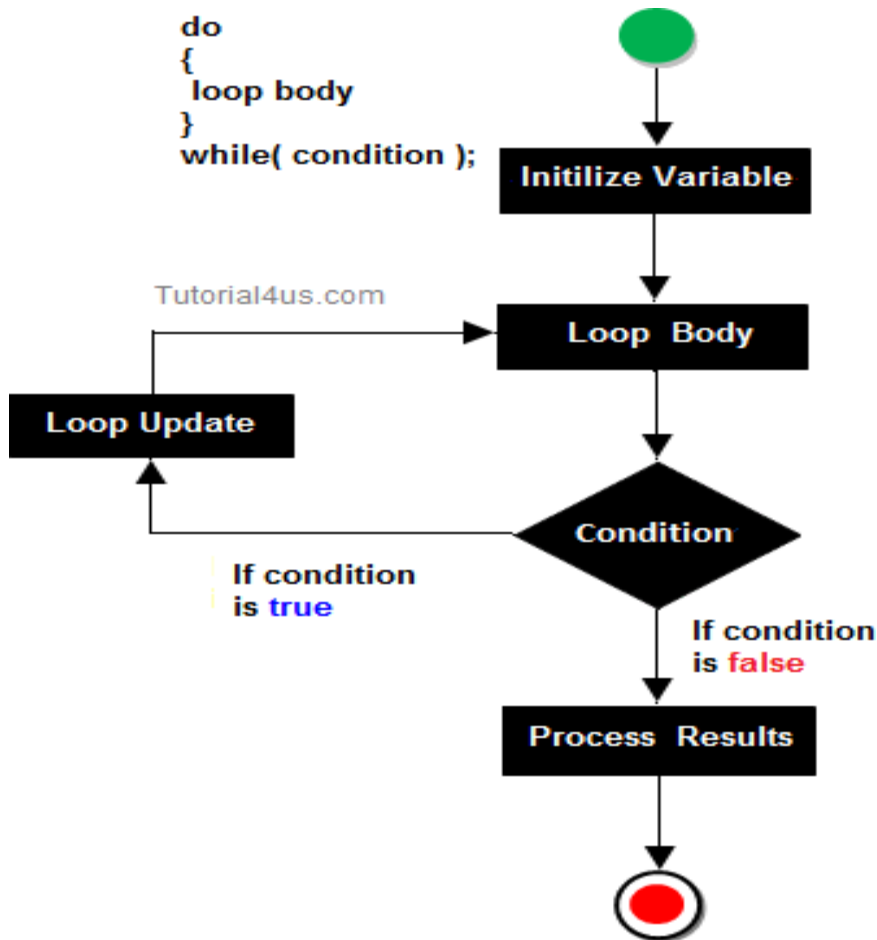 do
{
loop body
}
while( condition );
Initilize Variable
Tutorial4us.com
Loop Body
Loop Update
Condition
If condition
is true
If condition
is false
Process Results